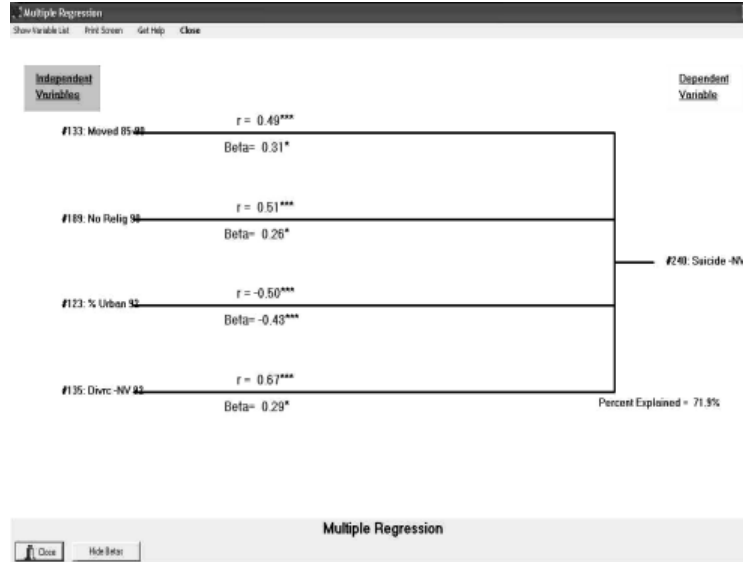 Multiple Regression
Show Variable List Print Screen Get Help Close
Independent
Variables
Dependent
Variable
r = 0.49***
#133: Moved 85-90
Beta= 0.31*
r = 0.51***
#189: No Relig 90
Beta= 0.26*
#240: Suicide -NV
r = -0.50***
#123: % Urban 92
Beta= -0.43***
r = 0.67***
#135: Divrc -NV 92
Beta= 0.29*
Percent Explained = 71.9%
Multiple Regression
Close Hide Betas